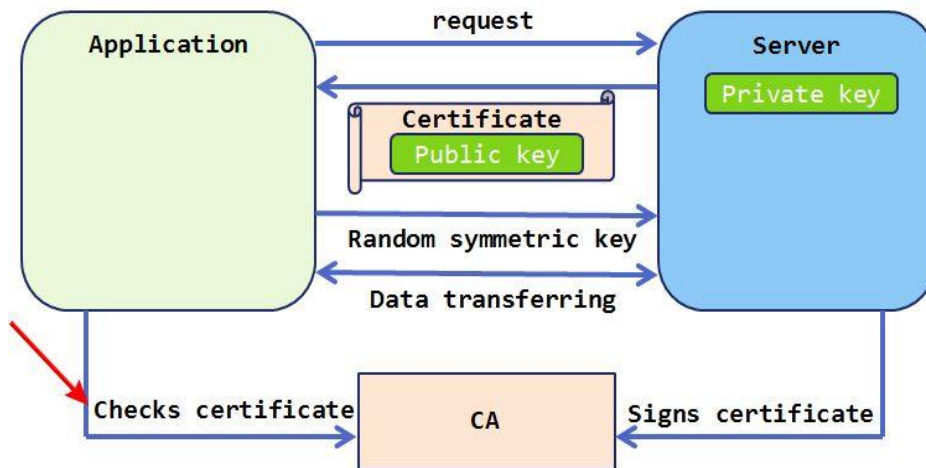 request
Application
Server
Private key
Certificate
Public key
Random symmetric key
Data transferring
Checks certificate
CA
Signs certificate